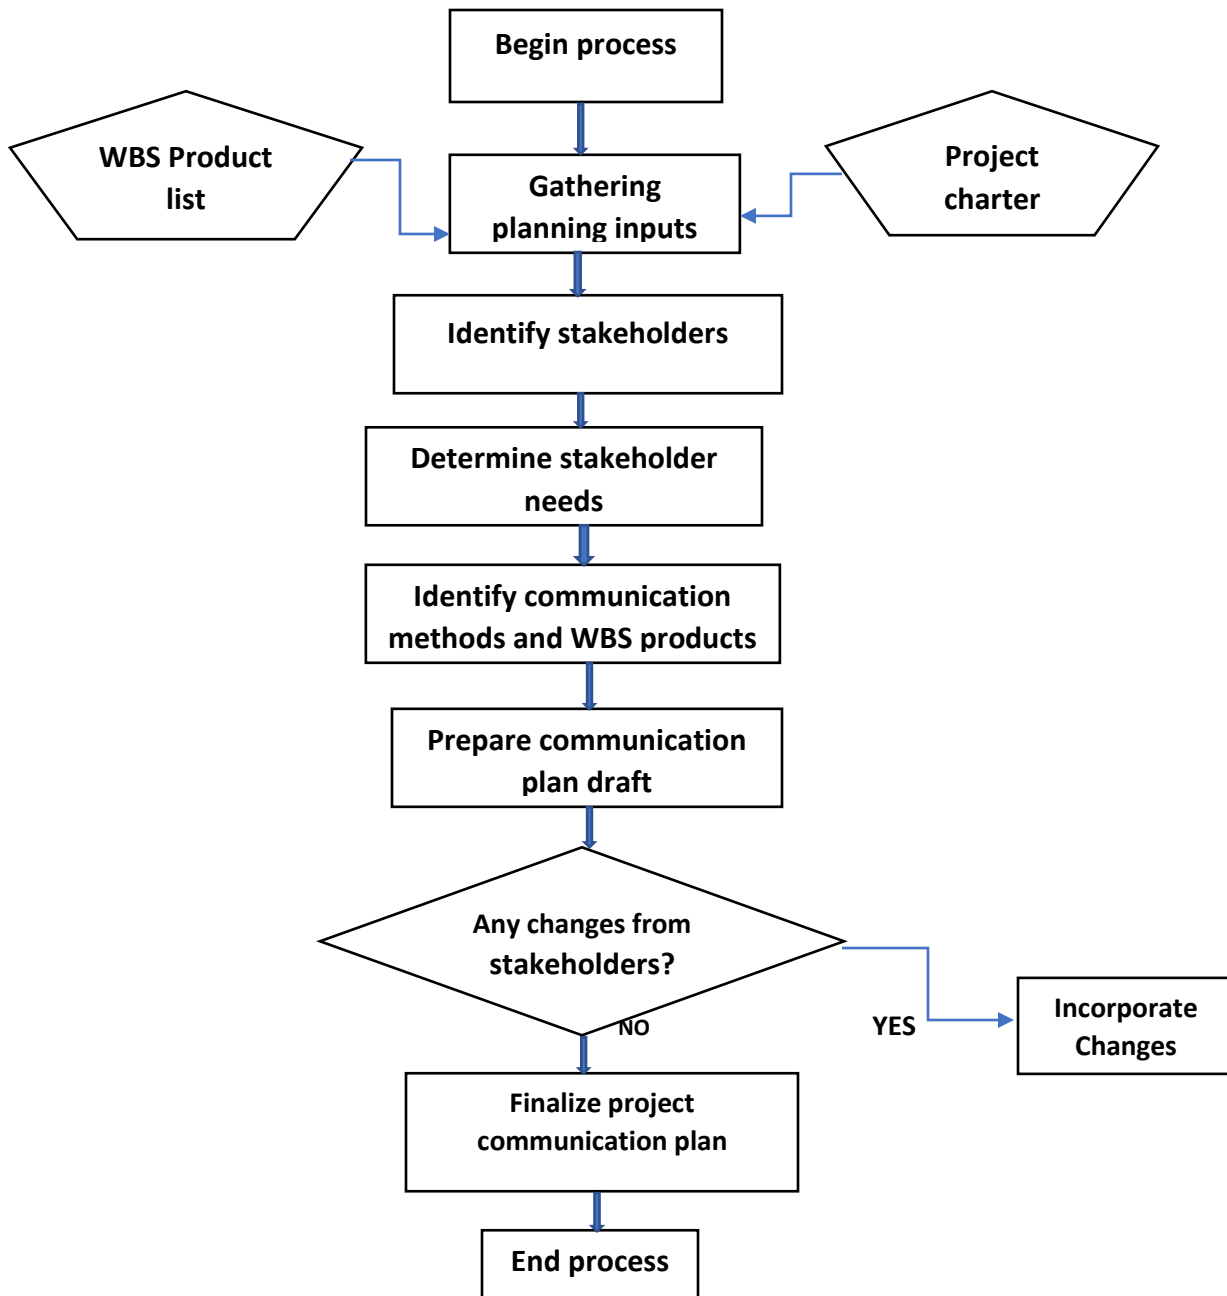 Begin process
WBS Product
list
Project
charter
Gathering
planning inputs
Identify stakeholders
Determine stakeholder
needs
Identify communication
methods and WBS products
Prepare communication
plan draft
Any changes from
stakeholders?
NO
YES
Incorporate
Changes
Finalize project
communication plan
End process